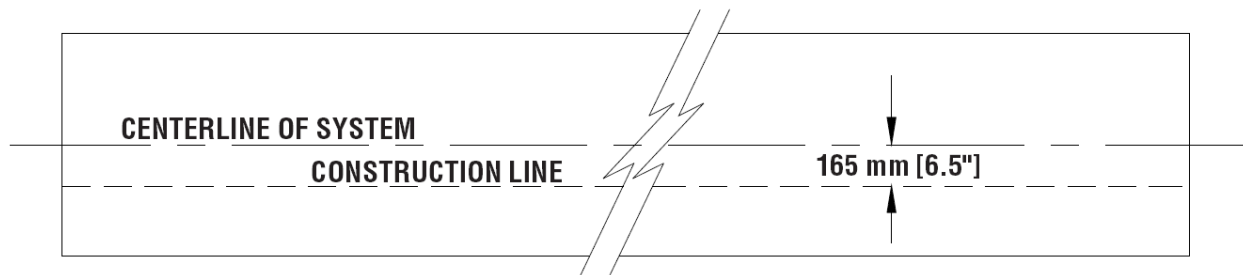 CENTERLINE OF SYSTEM
CONSTRUCTION LINE
165 mm [6.5"]